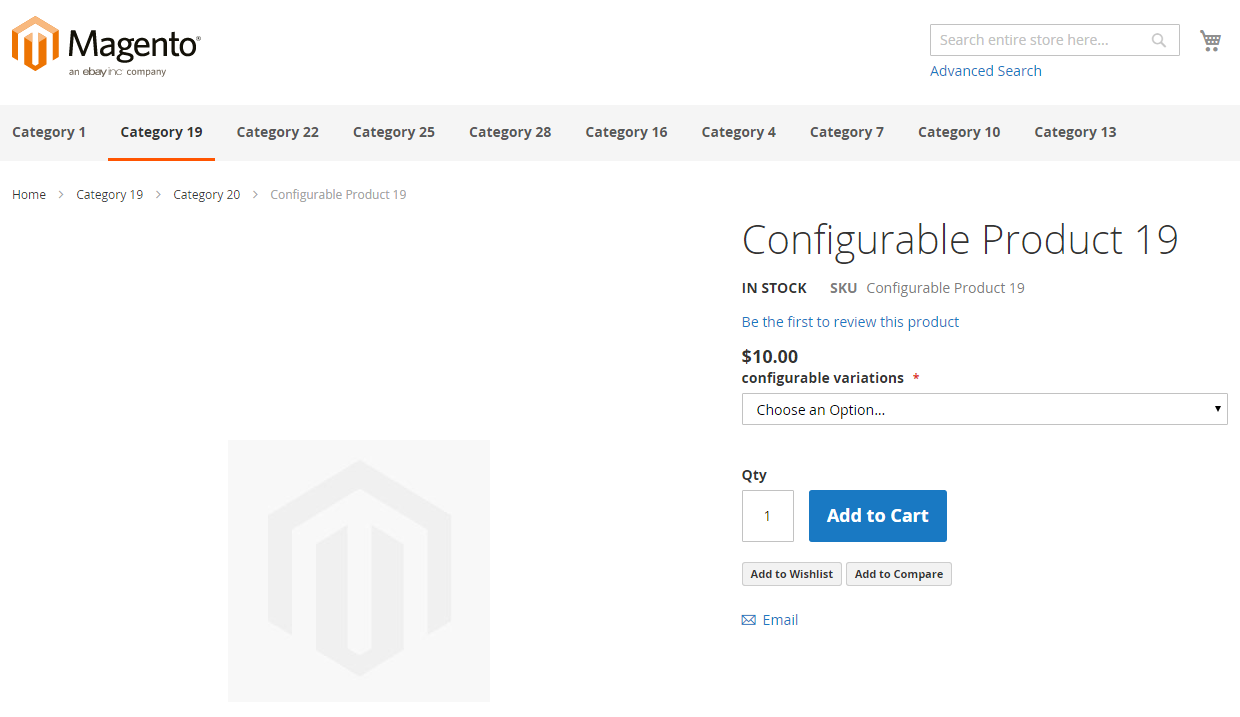 Magento®
an ebay inc company
Search entire store here...
Advanced Search
Category 1 Category 19 Category 22 Category 25 Category 28 Category 16 Category 4 Category 7 Category 10 Category 13
Home > Category 19 > Category 20 > Configurable Product 19
Configurable Product 19
IN STOCK SKU Configurable Product 19
Be the first to review this product
$10.00
configurable variations *
Choose an Option...
Qty
1 Add to Cart
Add to Wishlist Add to Compare
Email